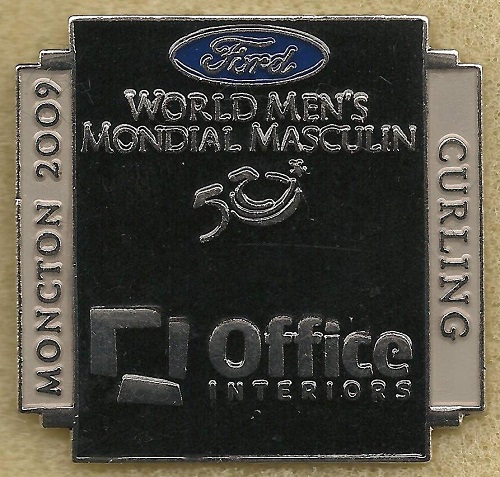 Ford
WORLD MEN'S
MONDIAL MASCULIN
50
MONCTON 2009
CURLING
Office
INTERIORS